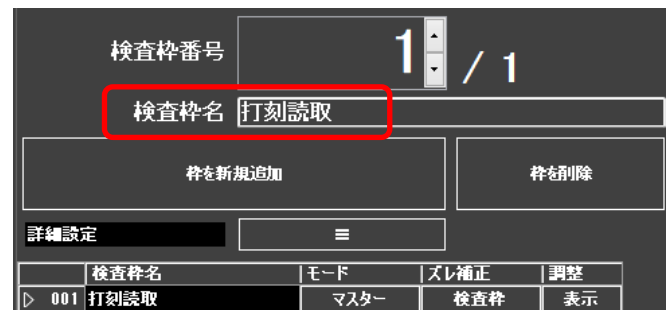 検査枠番号 1 / 1
検査枠名 打刻読取
枠を新規追加 枠を削除
詳細設定 ≡
検査枠名 モード ズレ補正 調整
▷ 001 打刻読取 マスター 検査枠 表示